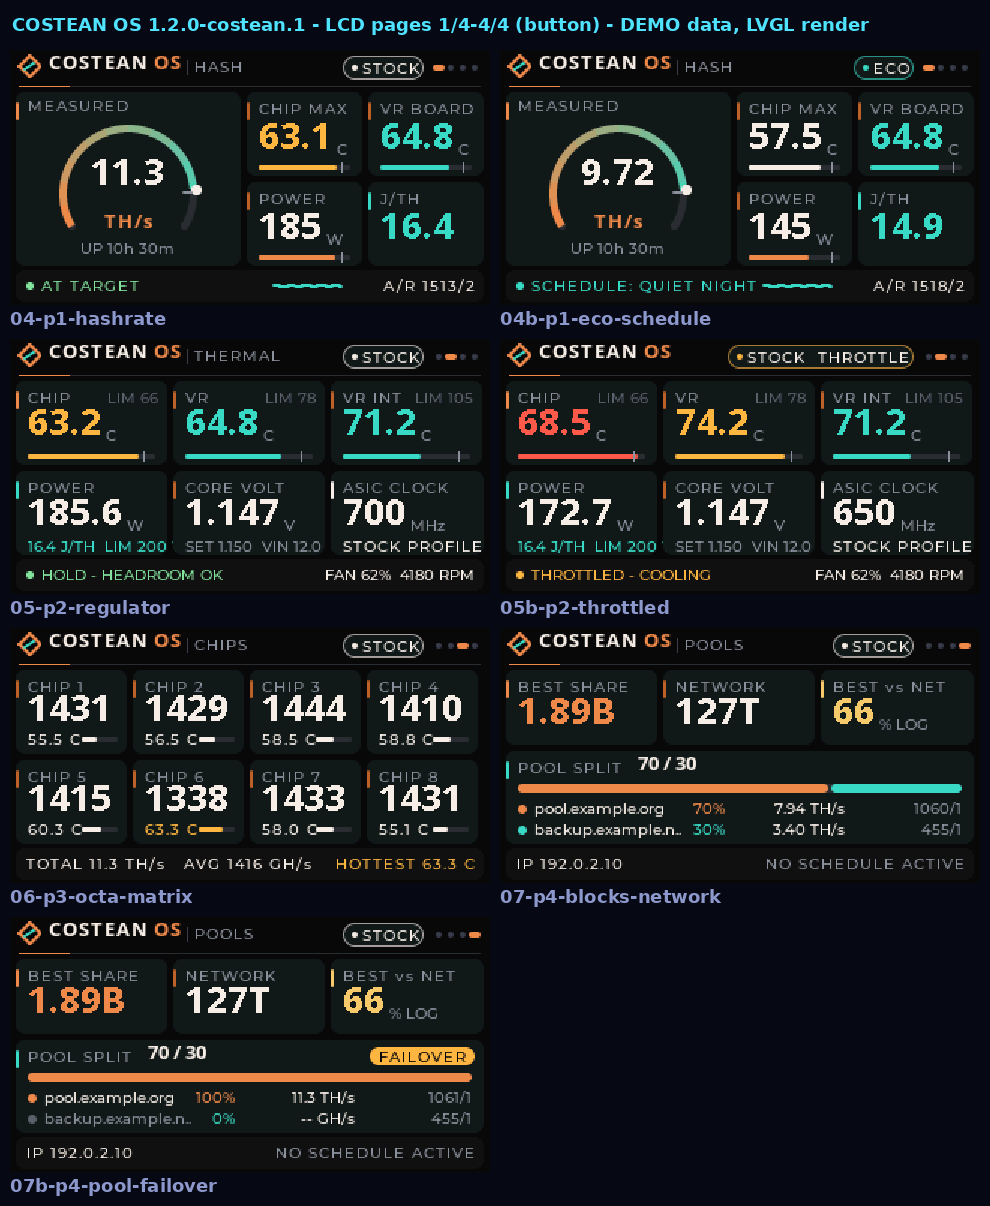 COSTEAN OS 1.2.0-costean.1 - LCD pages 1/4-4/4 (button) - DEMO data, LVGL render
COSTEAN OS HASH STOCK
MEASURED
11.3
TH/s
UP 10h 30m
CHIP MAX
63.1 C
VR BOARD
64.8 C
POWER
185 W
J/TH
16.4
AT TARGET A/R 1513/2
04-p1-hashrate
COSTEAN OS HASH ECO
MEASURED
9.72
TH/s
UP 10h 30m
CHIP MAX
57.5 C
VR BOARD
64.8 C
POWER
145 W
J/TH
14.9
SCHEDULE: QUIET NIGHT A/R 1518/2
04b-p1-eco-schedule
COSTEAN OS THERMAL STOCK
CHIP LIM 66
63.2 C
VR LIM 78
64.8 C
VR INT LIM 105
71.2 C
POWER
185.6 W
16.4 J/TH LIM 200
CORE VOLT
1.147 V
SET 1.150 VIN 12.0
ASIC CLOCK
700 MHz
STOCK PROFILE
HOLD - HEADROOM OK FAN 62% 4180 RPM
05-p2-regulator
COSTEAN OS STOCK THROTTLE
CHIP LIM 66
68.5 C
VR LIM 78
74.2 C
VR INT LIM 105
71.2 C
POWER
172.7 W
16.4 J/TH LIM 200
CORE VOLT
1.147 V
SET 1.150 VIN 12.0
ASIC CLOCK
650 MHz
STOCK PROFILE
THROTTLED - COOLING FAN 62% 4180 RPM
05b-p2-throttled
COSTEAN OS CHIPS STOCK
CHIP 1
1431
55.5 C
CHIP 2
1429
56.5 C
CHIP 3
1444
58.5 C
CHIP 4
1410
58.8 C
CHIP 5
1415
60.3 C
CHIP 6
1338
63.3 C
CHIP 7
1433
58.0 C
CHIP 8
1431
55.1 C
TOTAL 11.3 TH/s AVG 1416 GH/s HOTTEST 63.3 C
06-p3-octa-matrix
COSTEAN OS POOLS STOCK
BEST SHARE
1.89B
NETWORK
127T
BEST vs NET
66 % LOG
POOL SPLIT 70 / 30
pool.example.org 70% 7.94 TH/s 1060/1
backup.example.n.. 30% 3.40 TH/s 455/1
IP 192.0.2.10 NO SCHEDULE ACTIVE
07-p4-blocks-network
COSTEAN OS POOLS STOCK
BEST SHARE
1.89B
NETWORK
127T
BEST vs NET
66 % LOG
POOL SPLIT 70 / 30 FAILOVER
pool.example.org 100% 11.3 TH/s 1061/1
backup.example.n.. 0% -- GH/s 455/1
IP 192.0.2.10 NO SCHEDULE ACTIVE
07b-p4-pool-failover